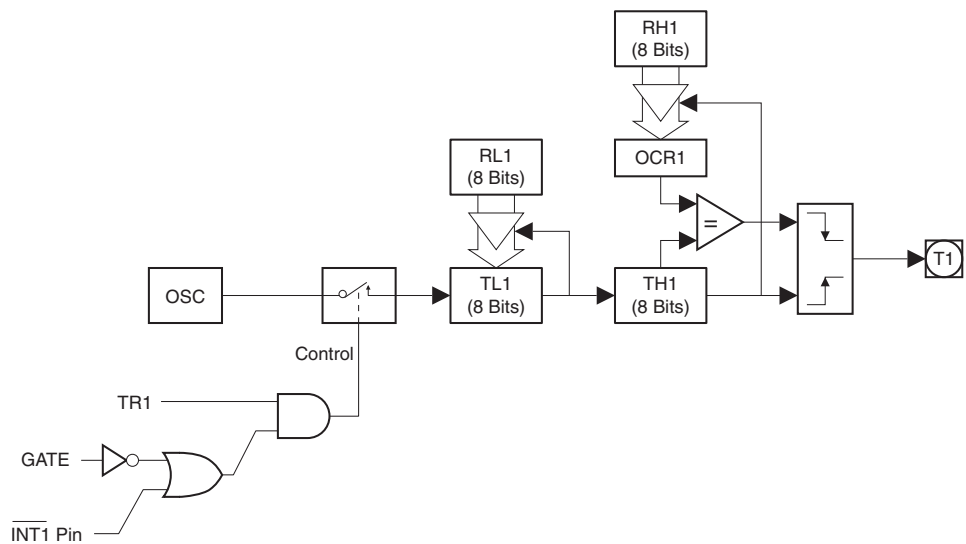 RH1
(8 Bits)
OCR1
RL1
(8 Bits)
=
T1
OSC
TL1
(8 Bits)
TH1
(8 Bits)
Control
TR1
GATE
I̅N̅T̅1̅ Pin